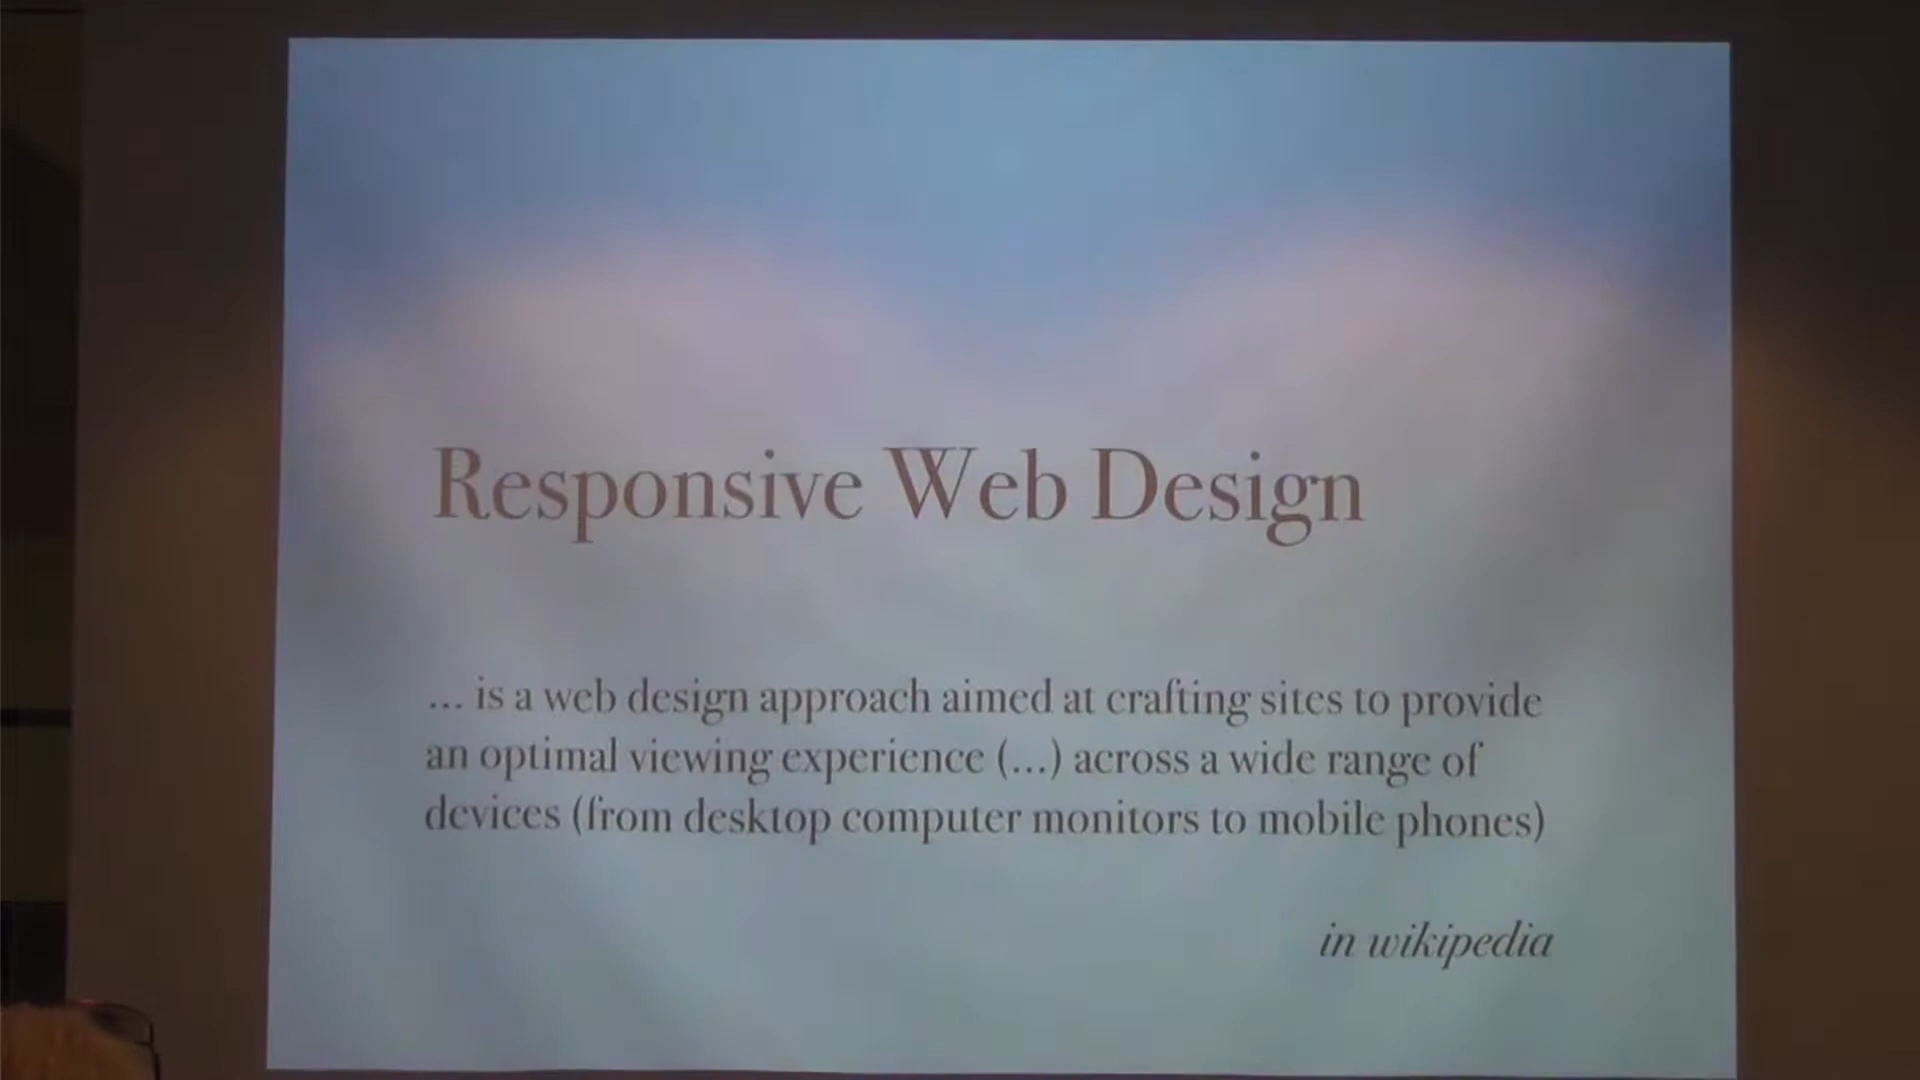 Responsive Web Design
... is a web design approach aimed at crafting sites to provide
an optimal viewing experience (...) across a wide range of
devices (from desktop computer monitors to mobile phones)
in wikipedia